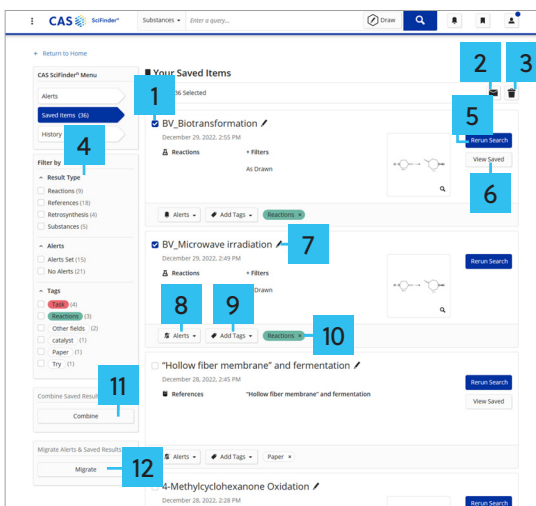 CAS SciFinder®
Substances
Enter a query...
Draw
Return to Home
CAS SciFinder® Menu
Alerts
Saved Items (36)
History
4
Filter by
Result Type
Reactions (9)
References (18)
Retrosynthesis (4)
Substances (5)
Alerts
Alerts Set (15)
No Alerts (21)
Tags
Task (4)
Reactions (3)
Other fields (2)
catalyst (1)
Paper (1)
Try (1)
11
Combine Saved Resul
Combine
Migrate Alerts & Saved Results
Migrate
12
Your Saved Items
2
3
36 Selected
1
BV_Biotransformation
December 29, 2022, 2:55 PM
Reactions
+ Filters
As Drawn
5
Rerun Search
View Saved
6
Alerts
Add Tags
Reactions ×
BV_Microwave irradiation
7
December 29, 2022, 2:49 PM
Reactions
+ Filters
Drawn
Rerun Search
8
9
Alerts
Add Tags
Reactions ×
10
"Hollow fiber membrane" and fermentation
December 28, 2022, 2:45 PM
References
"Hollow fiber membrane" and fermentation
Rerun Search
View Saved
Alerts
Add Tags
Paper ×
4-Methylcyclohexanone Oxidation
December 28, 2022, 2:28 PM
Rerun Search